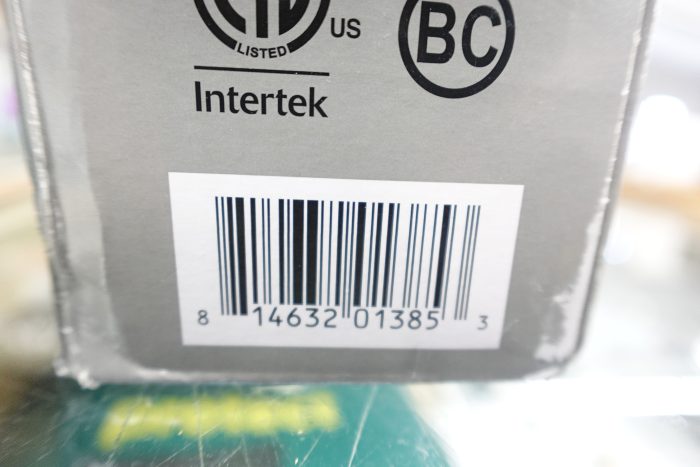 US
LISTED
BC
Intertek
8 14632 01385 3